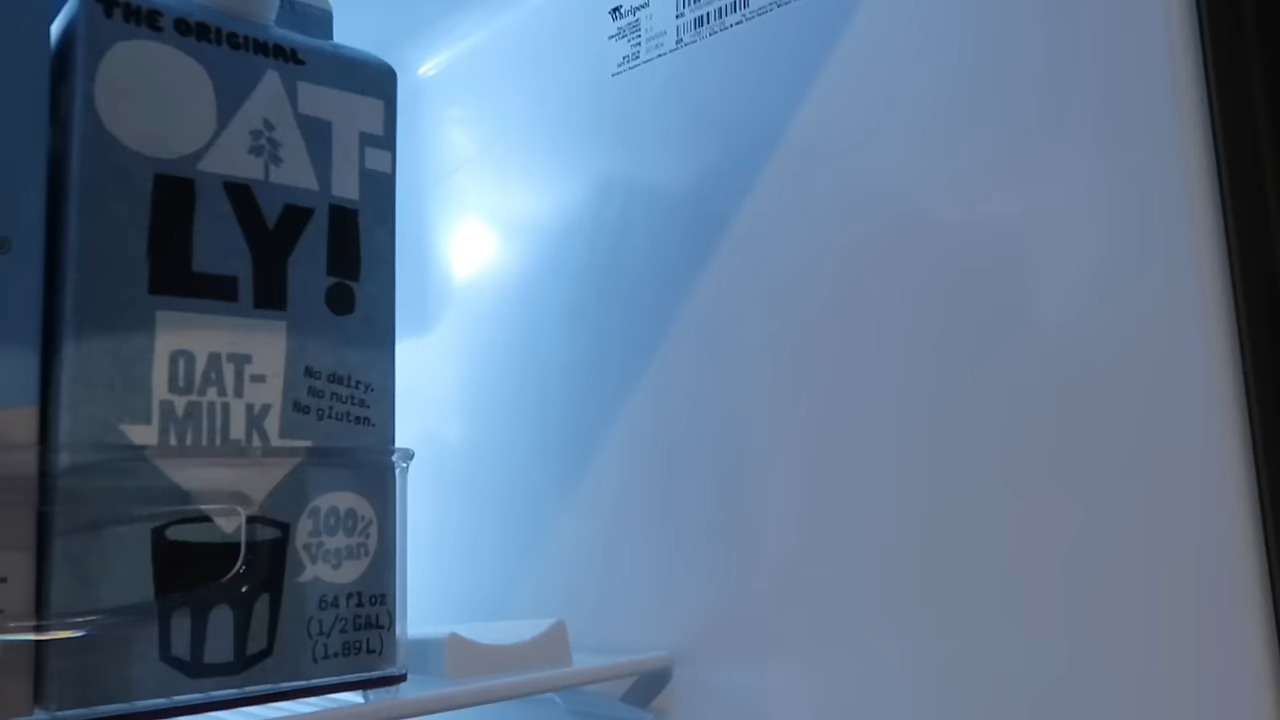 THE ORIGINAL
OAT-
LY!
OAT-
MILK
No dairy.
No nuts.
No gluten.
100%
Vegan
64 fl oz
(1/2 GAL)
(1.89L)
Whirlpool